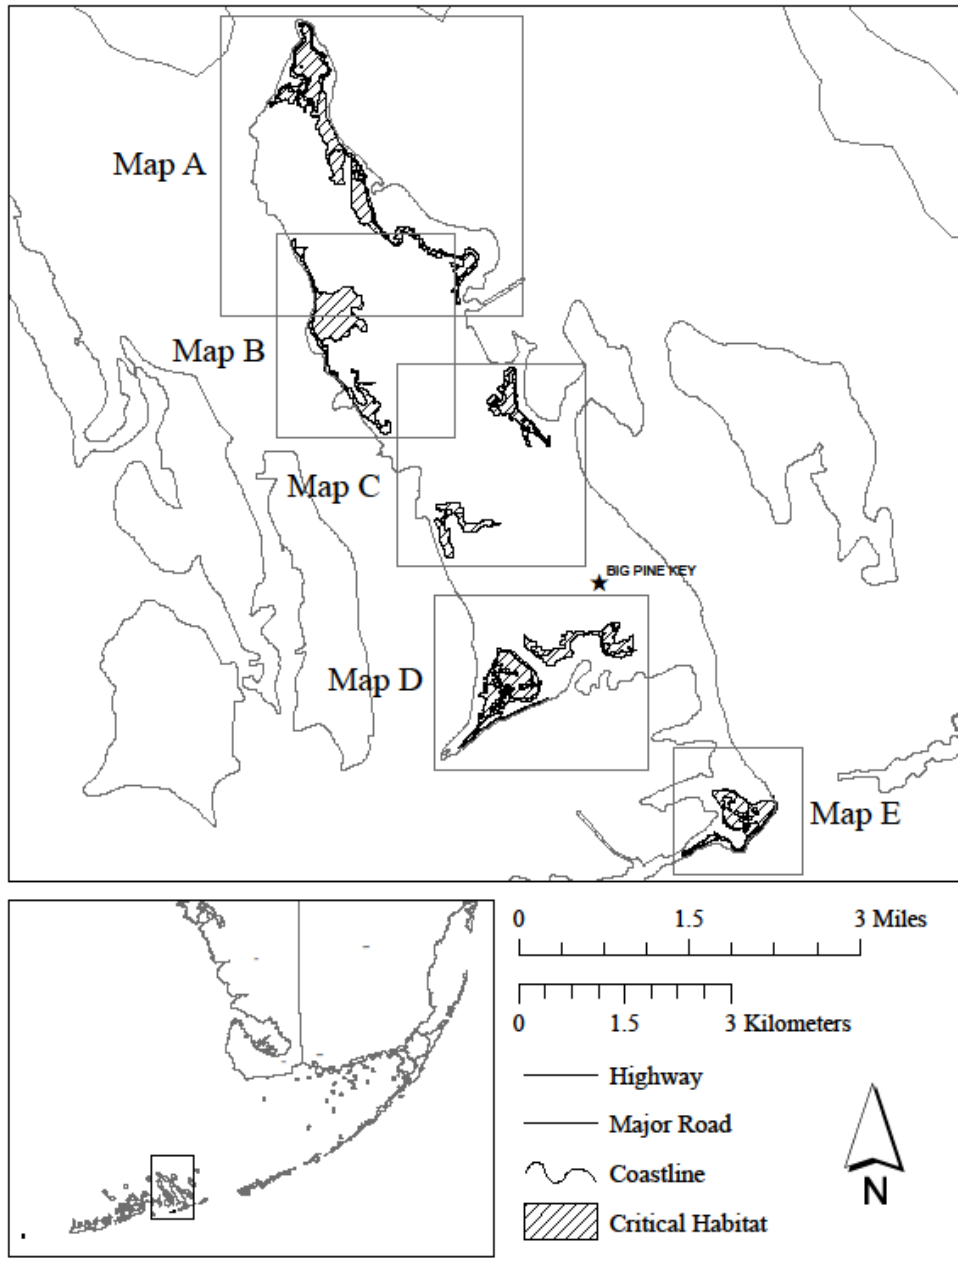 Map A
Map B
Map C
BIG PINE KEY
Map D
Map E
0 1.5 3 Miles
0 1.5 3 Kilometers
Highway
Major Road
Coastline
Critical Habitat
N